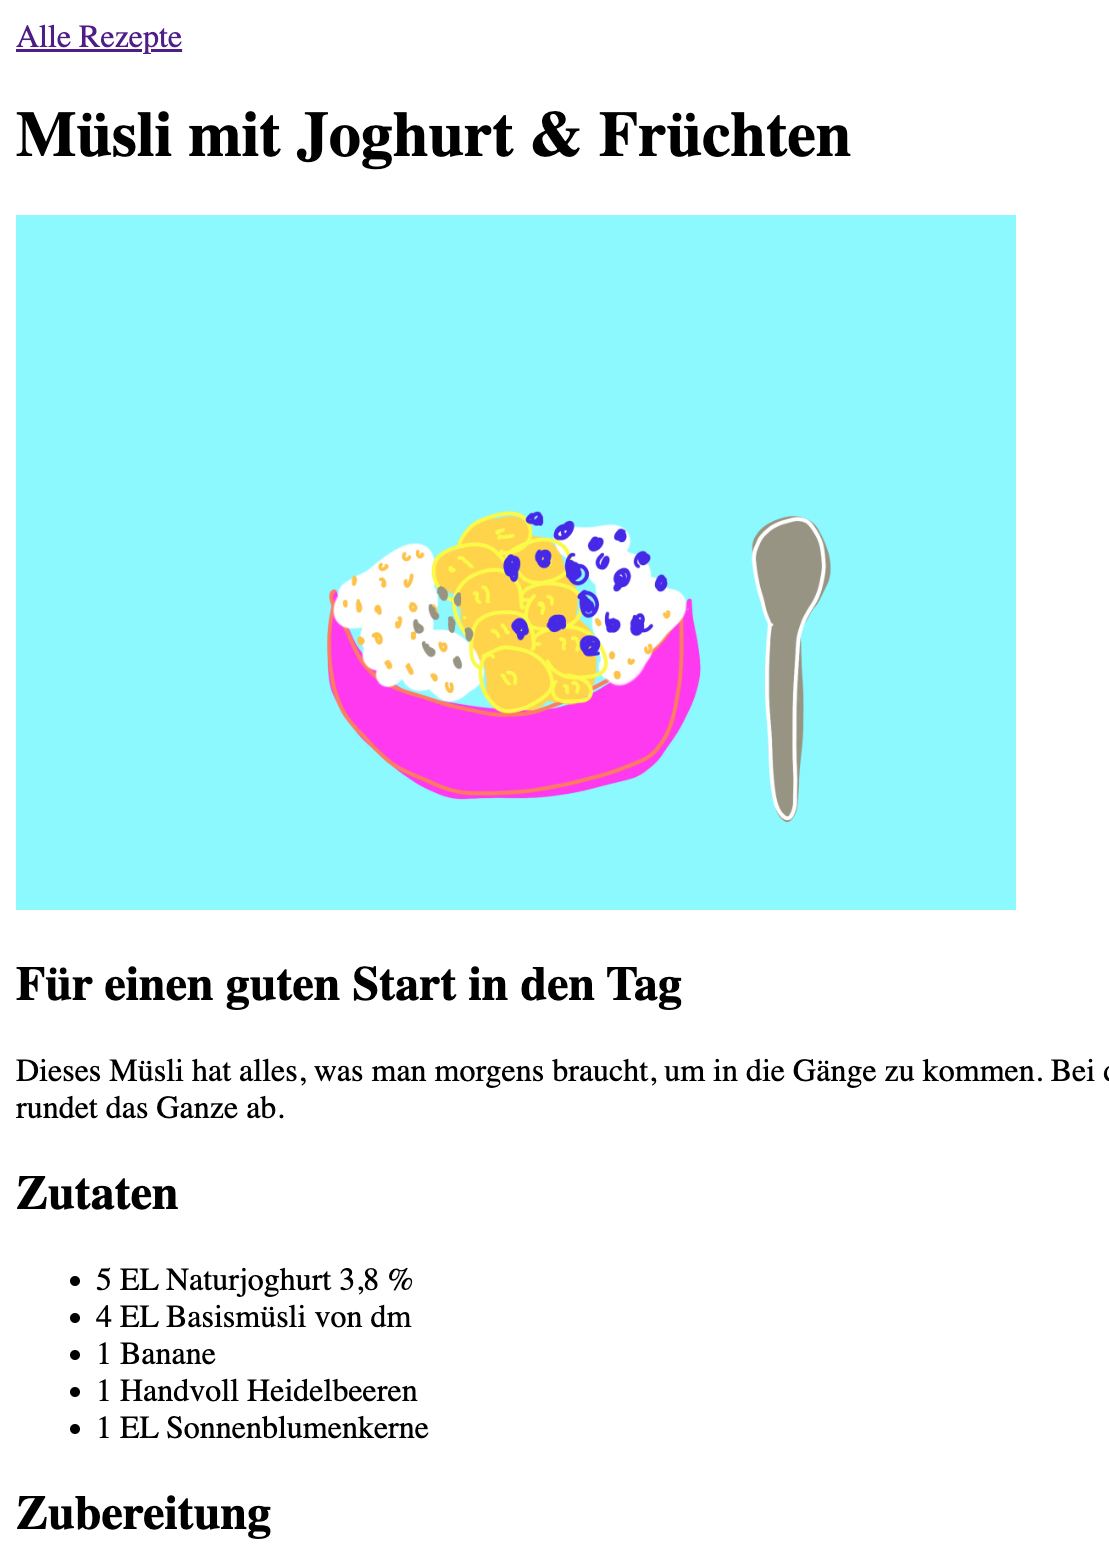 Alle Rezepte
Müsli mit Joghurt & Früchten
Für einen guten Start in den Tag
Dieses Müsli hat alles, was man morgens braucht, um in die Gänge zu kommen. Bei
rundet das Ganze ab.
Zutaten
5 EL Naturjoghurt 3,8 %
4 EL Basismüsli von dm
1 Banane
1 Handvoll Heidelbeeren
1 EL Sonnenblumenkerne
Zubereitung